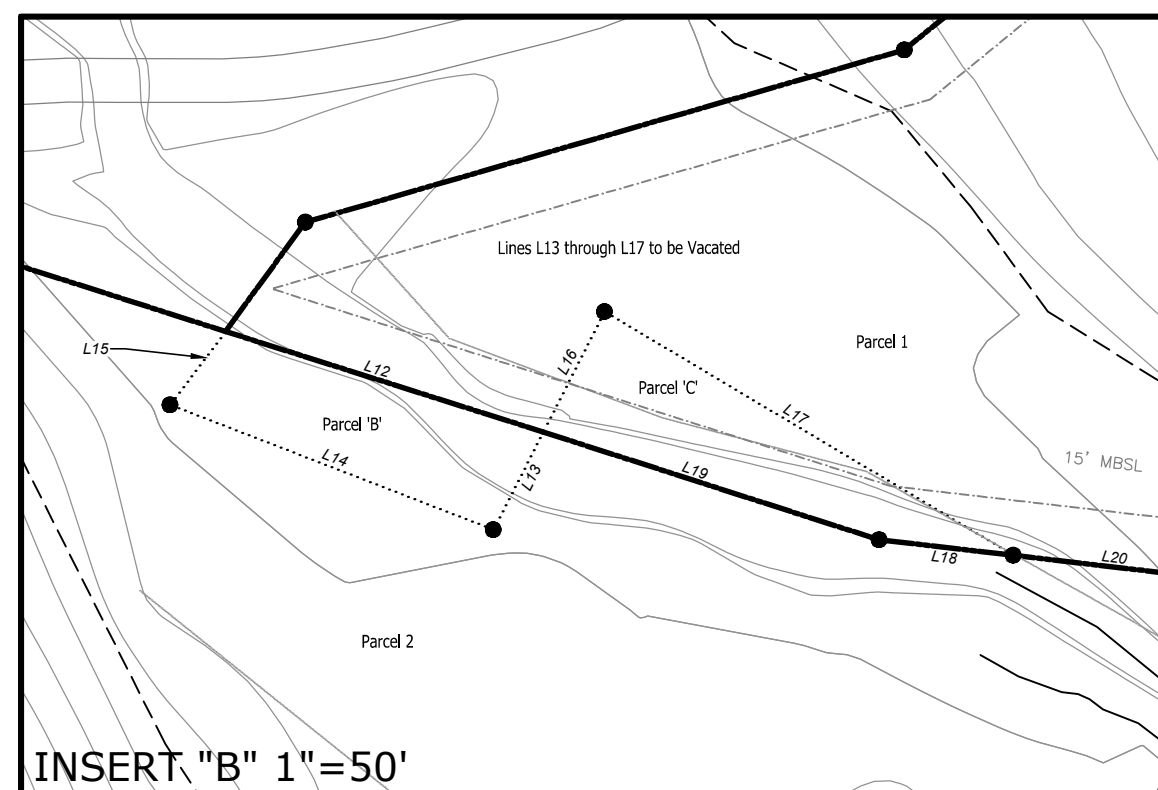 Lines L13 through L17 to be Vacated
Parcel 1
L15
L12
L16
Parcel 'C'
L17
Parcel 'B'
L14
L13
L19
15' MBSL
L18
L20
Parcel 2
INSERT "B" 1"=50'